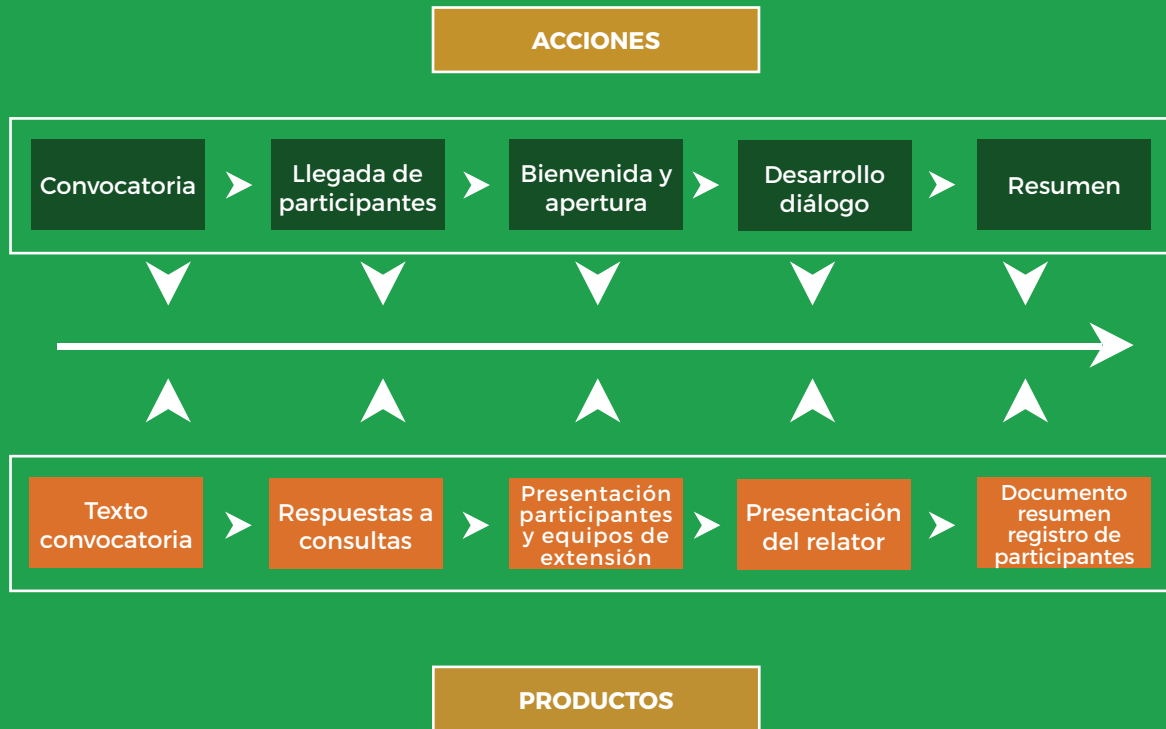 ACCIONES
Convocatoria
Llegada de
participantes
Bienvenida y
apertura
Desarrollo
diálogo
Resumen
Texto
convocatoria
Respuestas a
consultas
Presentación
participantes
y equipos de
extensión
Presentación
del relator
Documento
resumen
registro de
participantes
PRODUCTOS